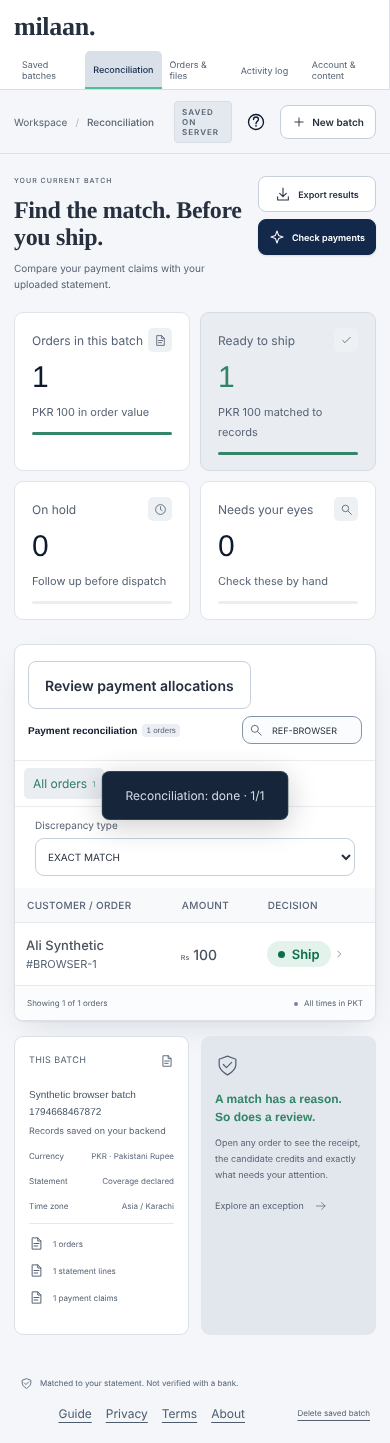 milaan.
Saved batches
Reconciliation
Orders & files
Activity log
Account & content
Workspace / Reconciliation
SAVED ON SERVER
New batch
YOUR CURRENT BATCH
Find the match. Before
you ship.
Compare your payment claims with your
uploaded statement.
Export results
Check payments
Orders in this batch
1
PKR 100 in order value
Ready to ship
1
PKR 100 matched to
records
On hold
0
Follow up before dispatch
Needs your eyes
0
Check these by hand
Review payment allocations
Payment reconciliation 1 orders
REF-BROWSER
All orders 1
Reconciliation: done · 1/1
Discrepancy type
EXACT MATCH
CUSTOMER / ORDER AMOUNT DECISION
Ali Synthetic
#BROWSER-1
Rs 100
Ship
Showing 1 of 1 orders
All times in PKT
THIS BATCH
Synthetic browser batch
1794668467872
Records saved on your backend
Currency PKR · Pakistani Rupee
Statement Coverage declared
Time zone Asia / Karachi
1 orders
1 statement lines
1 payment claims
A match has a reason.
So does a review.
Open any order to see the receipt,
the candidate credits and exactly
what needs your attention.
Explore an exception
Matched to your statement. Not verified with a bank.
Guide Privacy Terms About
Delete saved batch